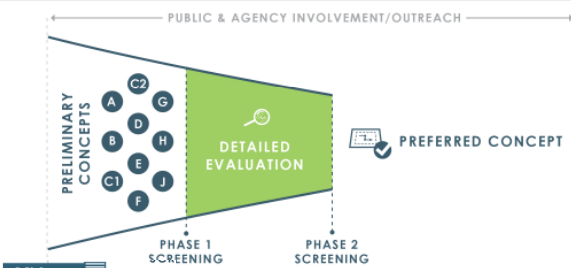 PUBLIC & AGENCY INVOLVEMENT/OUTREACH
PRELIMINARY
CONCEPTS
C2
A
G
D
B
H
E
C1
J
F
DETAILED
EVALUATION
PREFERRED CONCEPT
PHASE 1
SCREENING
PHASE 2
SCREENING